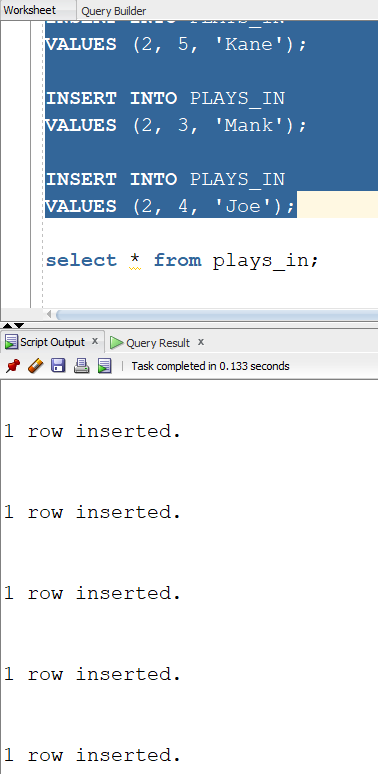 Worksheet Query Builder
INSERT INTO PLAYS_IN
VALUES (2, 5, 'Kane');
INSERT INTO PLAYS_IN
VALUES (2, 3, 'Mank');
INSERT INTO PLAYS_IN
VALUES (2, 4, 'Joe');
select * from plays_in;
Script Output x Query Result x
Task completed in 0.133 seconds
1 row inserted.
1 row inserted.
1 row inserted.
1 row inserted.
1 row inserted.